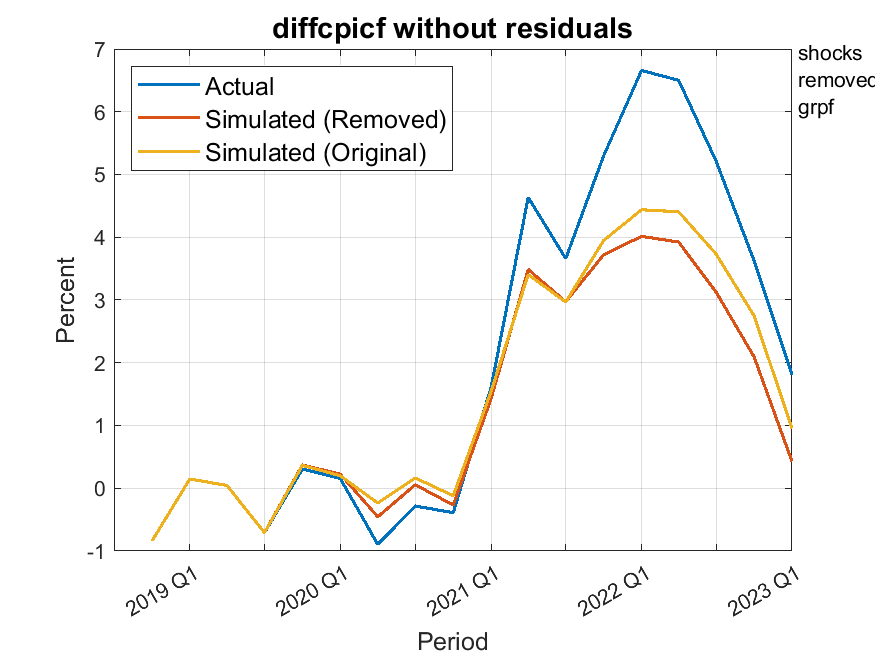 diffcpicf without residuals
7
6
5
4
3
2
1
0
-1
Percent
Actual
Simulated (Removed)
Simulated (Original)
shocks
removed
grpf
2019 Q1
2020 Q1
2021 Q1
2022 Q1
2023 Q1
Period